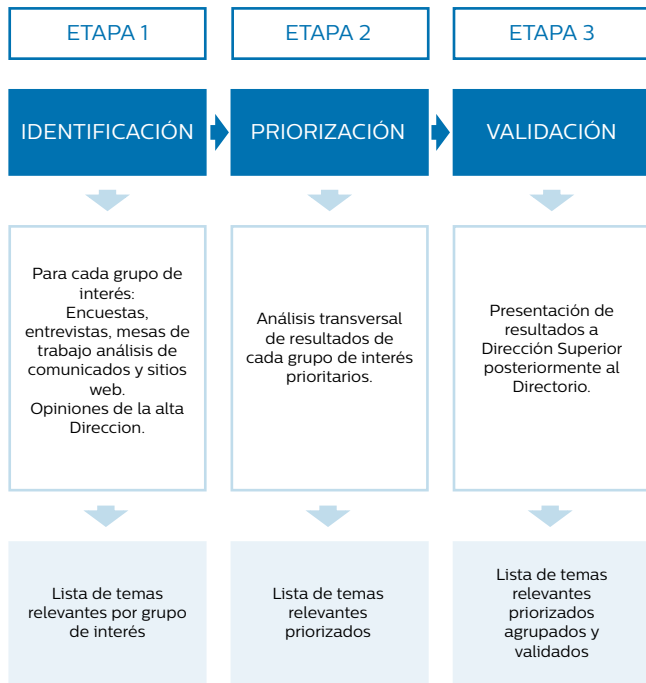 ETAPA 1
ETAPA 2
ETAPA 3
IDENTIFICACIÓN
PRIORIZACIÓN
VALIDACIÓN
Para cada grupo de
interés:
Encuestas,
entrevistas, mesas de
trabajo análisis de
comunicados y sitios
web.
Opiniones de la alta
Direccion.
Análisis transversal
de resultados de
cada grupo de interés
prioritarios.
Presentación de
resultados a
Dirección Superior
posteriormente al
Directorio.
Lista de temas
relevantes por grupo
de interés
Lista de temas
relevantes
priorizados
Lista de temas
relevantes
priorizados
agrupados y
validados